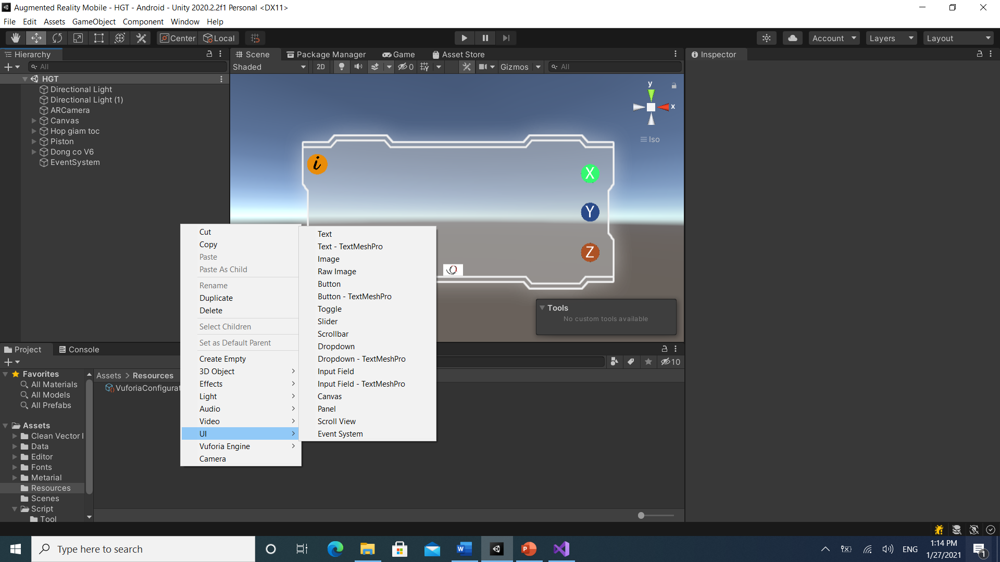 Augmented Reality Mobile - HGT - Android - Unity 2020.2.2f1 Personal <DX11>
File Edit Assets GameObject Component Window Help
Center Local Account Layers Layout
Hierarchy
All
HGT
Directional Light
Directional Light (1)
ARCamera
Canvas
Hop giam toc
Piston
Dong co V6
EventSystem
Scene Package Manager Game Asset Store
Shaded 2D 0 Gizmos All
y
x
Iso
i
X
Y
Z
Tools
No custom tools available
Inspector
Cut
Copy
Paste
Paste As Child
Rename
Duplicate
Delete
Select Children
Set as Default Parent
Create Empty
3D Object
Effects
Light
Audio
Video
UI
Vuforia Engine
Camera
Text
Text - TextMeshPro
Image
Raw Image
Button
Button - TextMeshPro
Toggle
Slider
Scrollbar
Dropdown
Dropdown - TextMeshPro
Input Field
Input Field - TextMeshPro
Canvas
Panel
Scroll View
Event System
Project Console
10
Favorites
All Materials
All Models
All Prefabs
Assets
Clean Vector I
Data
Editor
Fonts
Metarial
Resources
Scenes
Script
Tool
Assets > Resources
VuforiaConfigurat
Type here to search
ENG
1:14 PM
1/27/2021
1